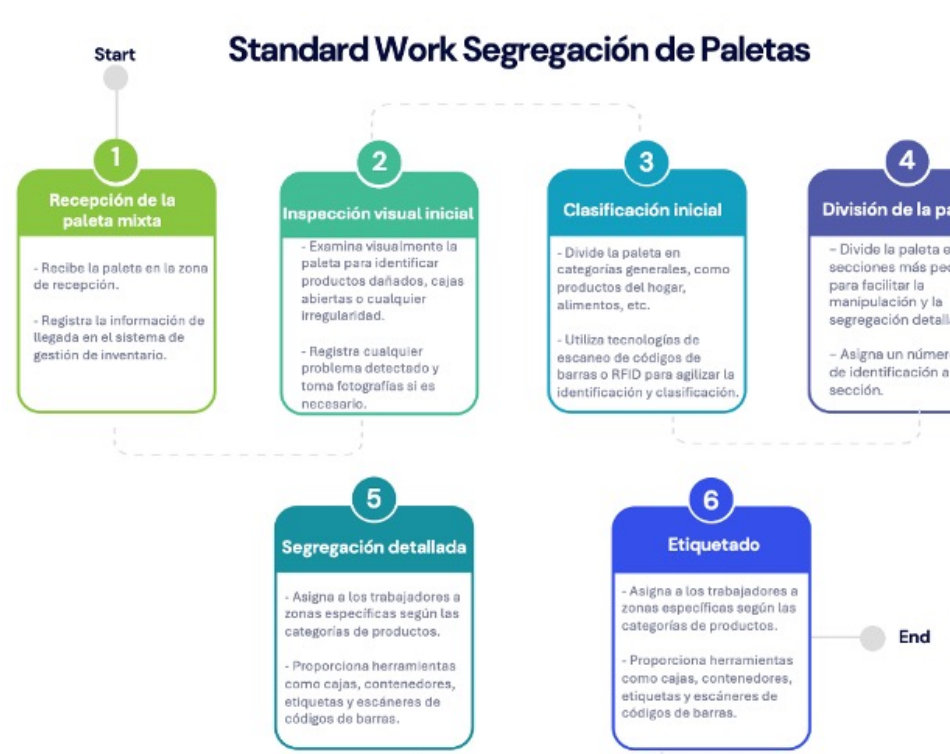 Standard Work Segregación de Paletas
Start
1
Recepción de la
paleta mixta
- Recibe la paleta en la zona
de recepción.
- Registra la información de
llegada en el sistema de
gestión de inventario.
2
Inspección visual inicial
- Examina visualmente la
paleta para identificar
productos dañados, cajas
abiertas o cualquier
irregularidad.
- Registra cualquier
problema detectado y
toma fotografías si es
necesario.
3
Clasificación inicial
- Divide la paleta en
categorías generales, como
productos del hogar,
alimentos, etc.
- Utiliza tecnologías de
escaneo de códigos de
barras o RFID para agilizar la
identificación y clasificación.
4
División de la
– Divide la paleta
secciones más
para facilitar la
manipulación y la
segregación
– Asigna un
de identificación a
sección.
5
Segregación detallada
- Asigna a los trabajadores a
zonas específicas según las
categorías de productos.
- Proporciona herramientas
como cajas, contenedores,
etiquetas y escáneres de
códigos de barras.
6
Etiquetado
- Asigna a los trabajadores a
zonas específicas según las
categorías de productos.
- Proporciona herramientas
como cajas, contenedores,
etiquetas y escáneres de
códigos de barras.
End